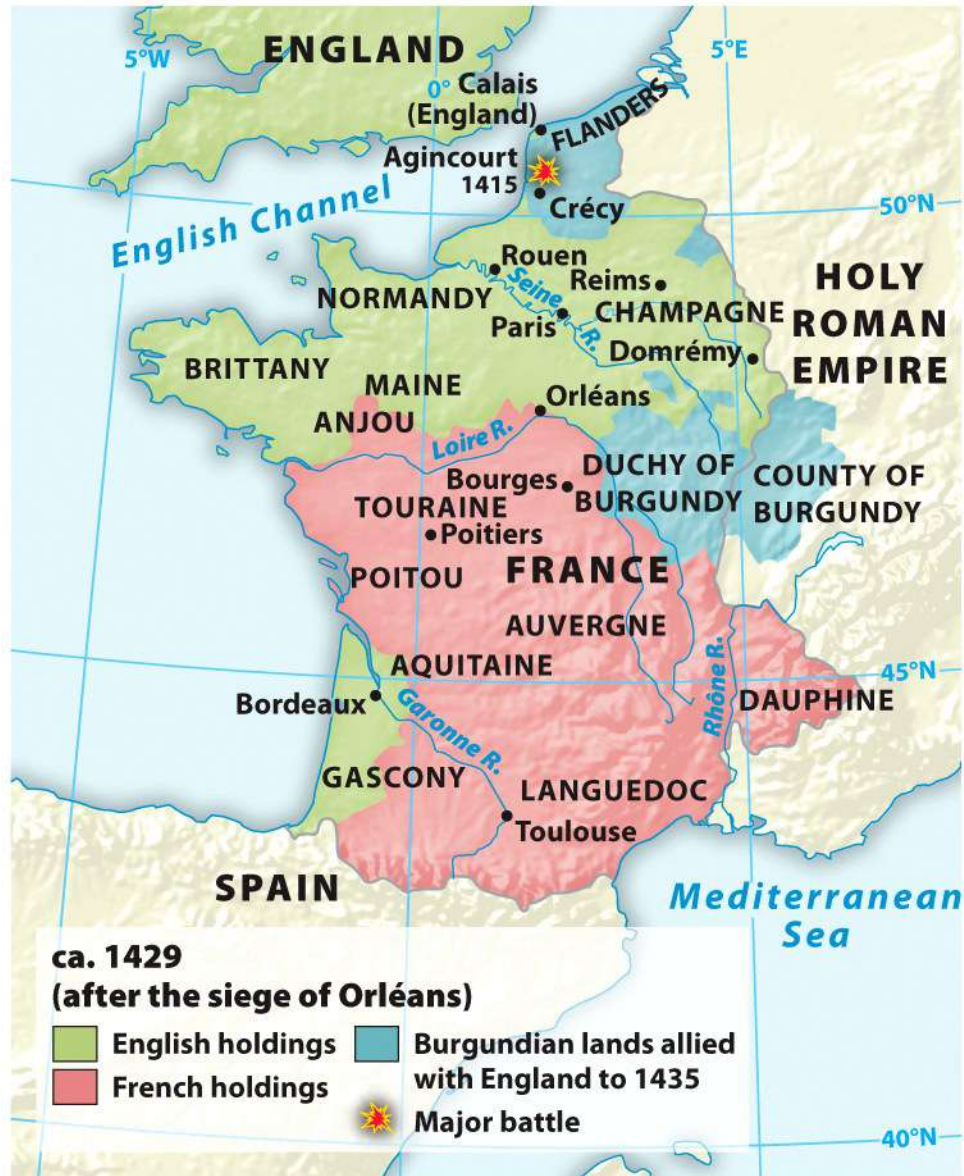 ENGLAND
5°W
5°E
0°
Calais
(England)
FLANDERS
Agincourt
1415
Crécy
50°N
English Channel
Rouen
Reims
Seine R.
NORMANDY
CHAMPAGNE
Paris
HOLY
ROMAN
EMPIRE
Domrémy
BRITTANY
MAINE
Orléans
ANJOU
Loire R.
DUCHY OF
BURGUNDY
COUNTY OF
BURGUNDY
Bourges
TOURAINE
Poitiers
FRANCE
POITOU
AUVERGNE
AQUITAINE
45°N
Rhône R.
DAUPHINE
Bordeaux
Garonne R.
GASCONY
LANGUEDOC
Toulouse
SPAIN
Mediterranean
Sea
ca. 1429
(after the siege of Orléans)
English holdings
French holdings
Burgundian lands allied
with England to 1435
Major battle
40°N